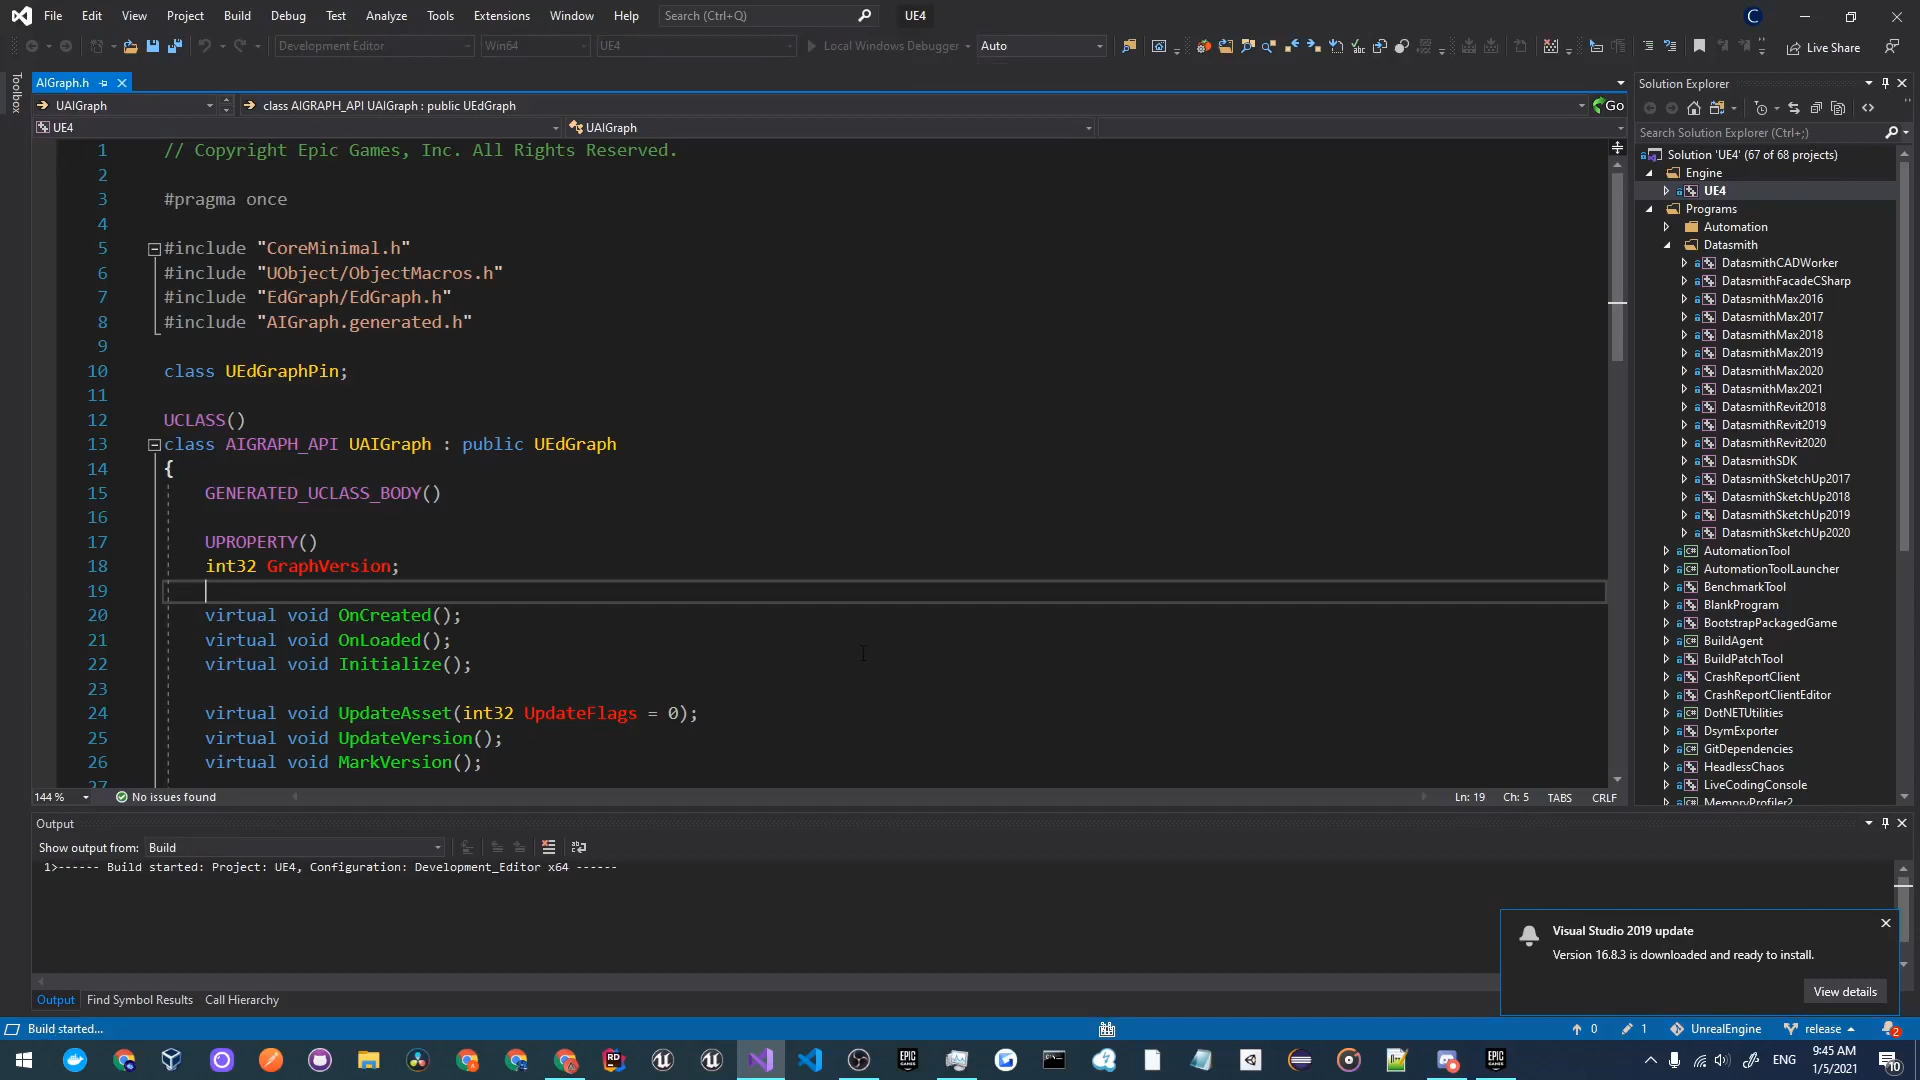 File Edit View Project Build Debug Test Analyze Tools Extensions Window Help Search (Ctrl+Q) UE4
Development Editor Win64 UE4 Local Windows Debugger Auto Live Share
Toolbox
AIGraph.h
UAIGraph class AIGRAPH_API UAIGraph : public UEdGraph Go
UE4 UAIGraph
1 // Copyright Epic Games, Inc. All Rights Reserved.
2
3 #pragma once
4
5 #include "CoreMinimal.h"
6 #include "UObject/ObjectMacros.h"
7 #include "EdGraph/EdGraph.h"
8 #include "AIGraph.generated.h"
9
10 class UEdGraphPin;
11
12 UCLASS()
13 class AIGRAPH_API UAIGraph : public UEdGraph
14 {
15 GENERATED_UCLASS_BODY()
16
17 UPROPERTY()
18 int32 GraphVersion;
19
20 virtual void OnCreated();
21 virtual void OnLoaded();
22 virtual void Initialize();
23
24 virtual void UpdateAsset(int32 UpdateFlags = 0);
25 virtual void UpdateVersion();
26 virtual void MarkVersion();
27
144 % No issues found Ln: 19 Ch: 5 TABS CRLF
Solution Explorer
Search Solution Explorer (Ctrl+;)
Solution 'UE4' (67 of 68 projects)
Engine
UE4
Programs
Automation
Datasmith
DatasmithCADWorker
DatasmithFacadeCSharp
DatasmithMax2016
DatasmithMax2017
DatasmithMax2018
DatasmithMax2019
DatasmithMax2020
DatasmithMax2021
DatasmithRevit2018
DatasmithRevit2019
DatasmithRevit2020
DatasmithSDK
DatasmithSketchUp2017
DatasmithSketchUp2018
DatasmithSketchUp2019
DatasmithSketchUp2020
AutomationTool
AutomationToolLauncher
BenchmarkTool
BlankProgram
BootstrapPackagedGame
BuildAgent
BuildPatchTool
CrashReportClient
CrashReportClientEditor
DotNETUtilities
DsymExporter
GitDependencies
HeadlessChaos
LiveCodingConsole
MemoryProfiler2
Output
Show output from: Build
1>------ Build started: Project: UE4, Configuration: Development_Editor x64 ------
Visual Studio 2019 update
Version 16.8.3 is downloaded and ready to install.
View details
Output Find Symbol Results Call Hierarchy
Build started... 0 1 UnrealEngine release 2
ENG 9:45 AM
1/5/2021 10